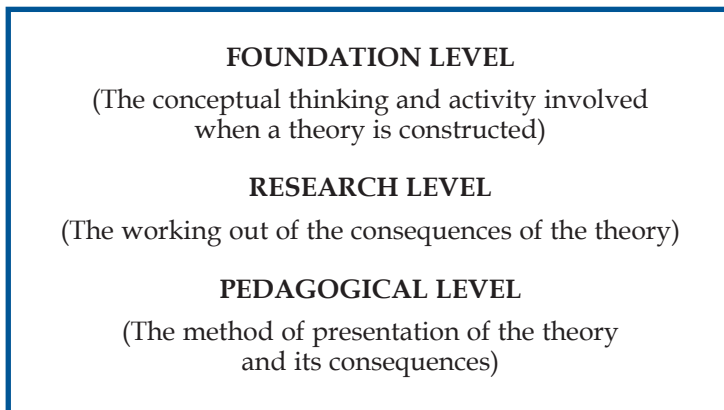 FOUNDATION LEVEL
(The conceptual thinking and activity involved
when a theory is constructed)
RESEARCH LEVEL
(The working out of the consequences of the theory)
PEDAGOGICAL LEVEL
(The method of presentation of the theory
and its consequences)